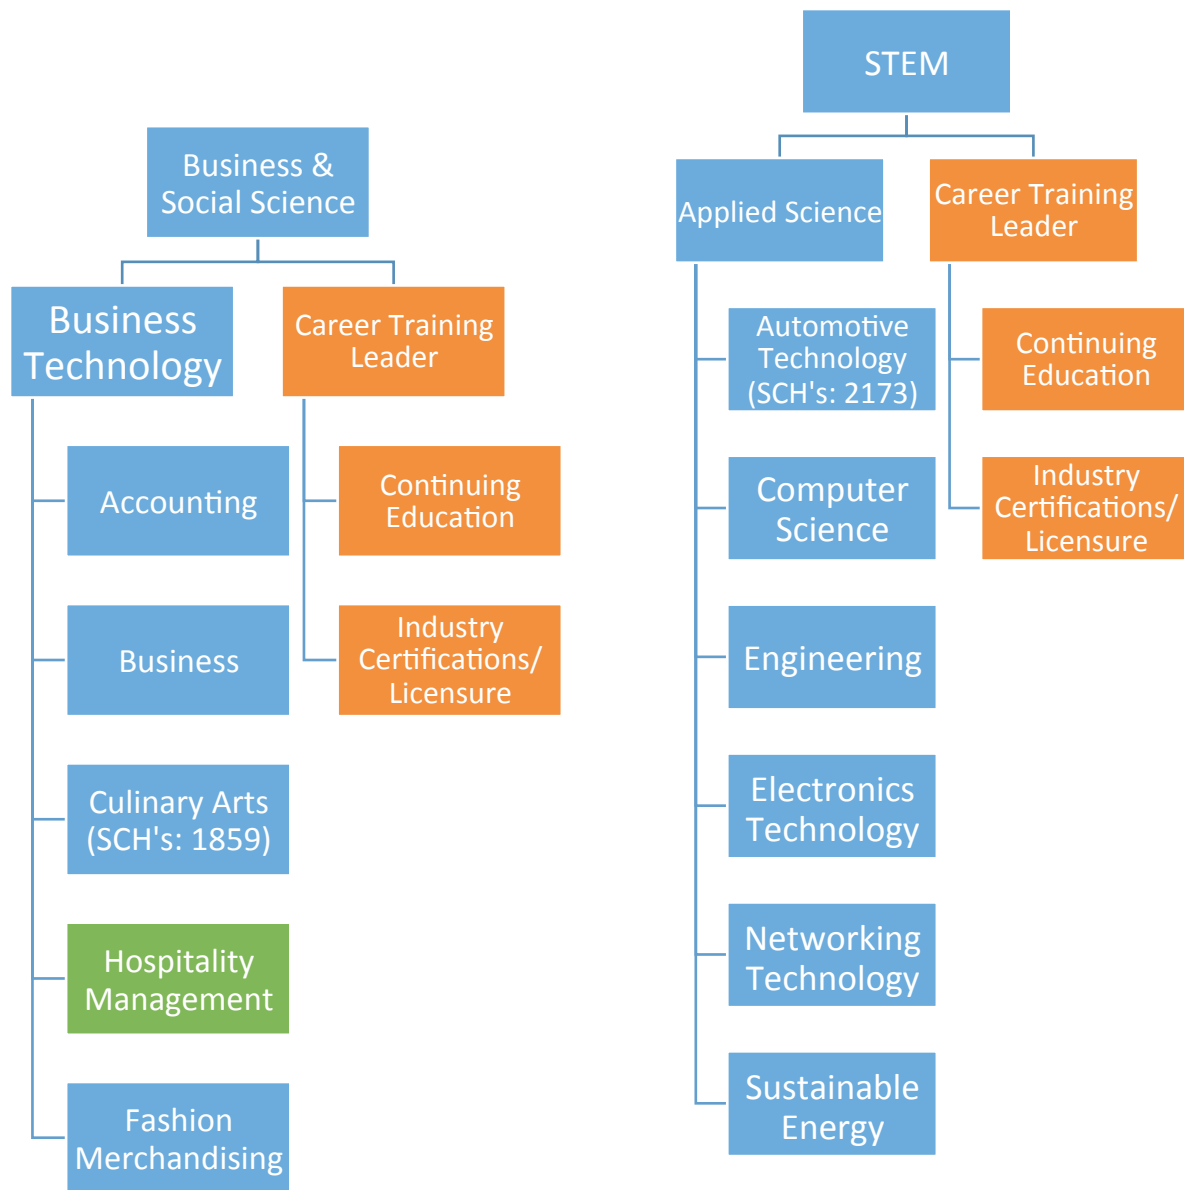 Business &
Social Science
Business
Technology
Career Training
Leader
Accounting
Continuing
Education
Business
Industry
Certifications/
Licensure
Culinary Arts
(SCH's: 1859)
Hospitality
Management
Fashion
Merchandising
STEM
Applied Science
Career Training
Leader
Automotive
Technology
(SCH's: 2173)
Continuing
Education
Computer
Science
Industry
Certifications/
Licensure
Engineering
Electronics
Technology
Networking
Technology
Sustainable
Energy